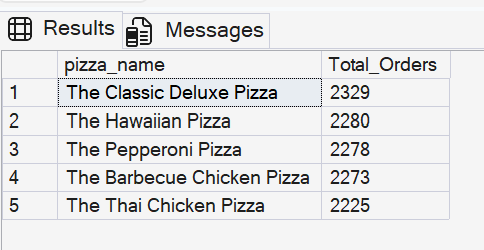 Results Messages
pizza_name Total_Orders
1 The Classic Deluxe Pizza 2329
2 The Hawaiian Pizza 2280
3 The Pepperoni Pizza 2278
4 The Barbecue Chicken Pizza 2273
5 The Thai Chicken Pizza 2225